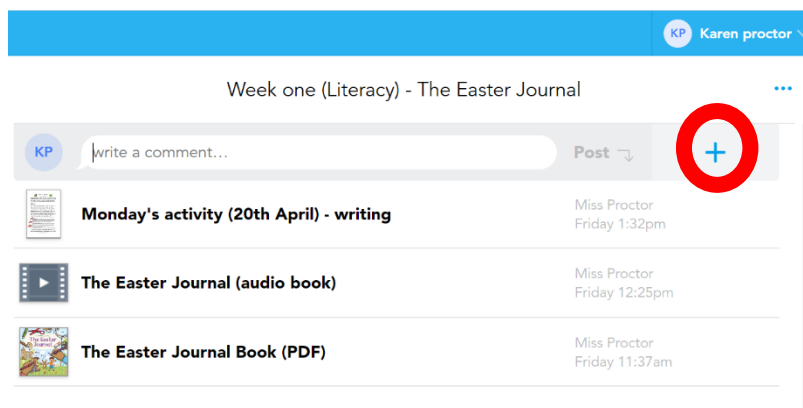 KP Karen proctor
Week one (Literacy) - The Easter Journal
KP write a comment... Post
Monday's activity (20th April) - writing Miss Proctor
Friday 1:32pm
The Easter Journal (audio book) Miss Proctor
Friday 12:25pm
The Easter Journal Book (PDF) Miss Proctor
Friday 11:37am